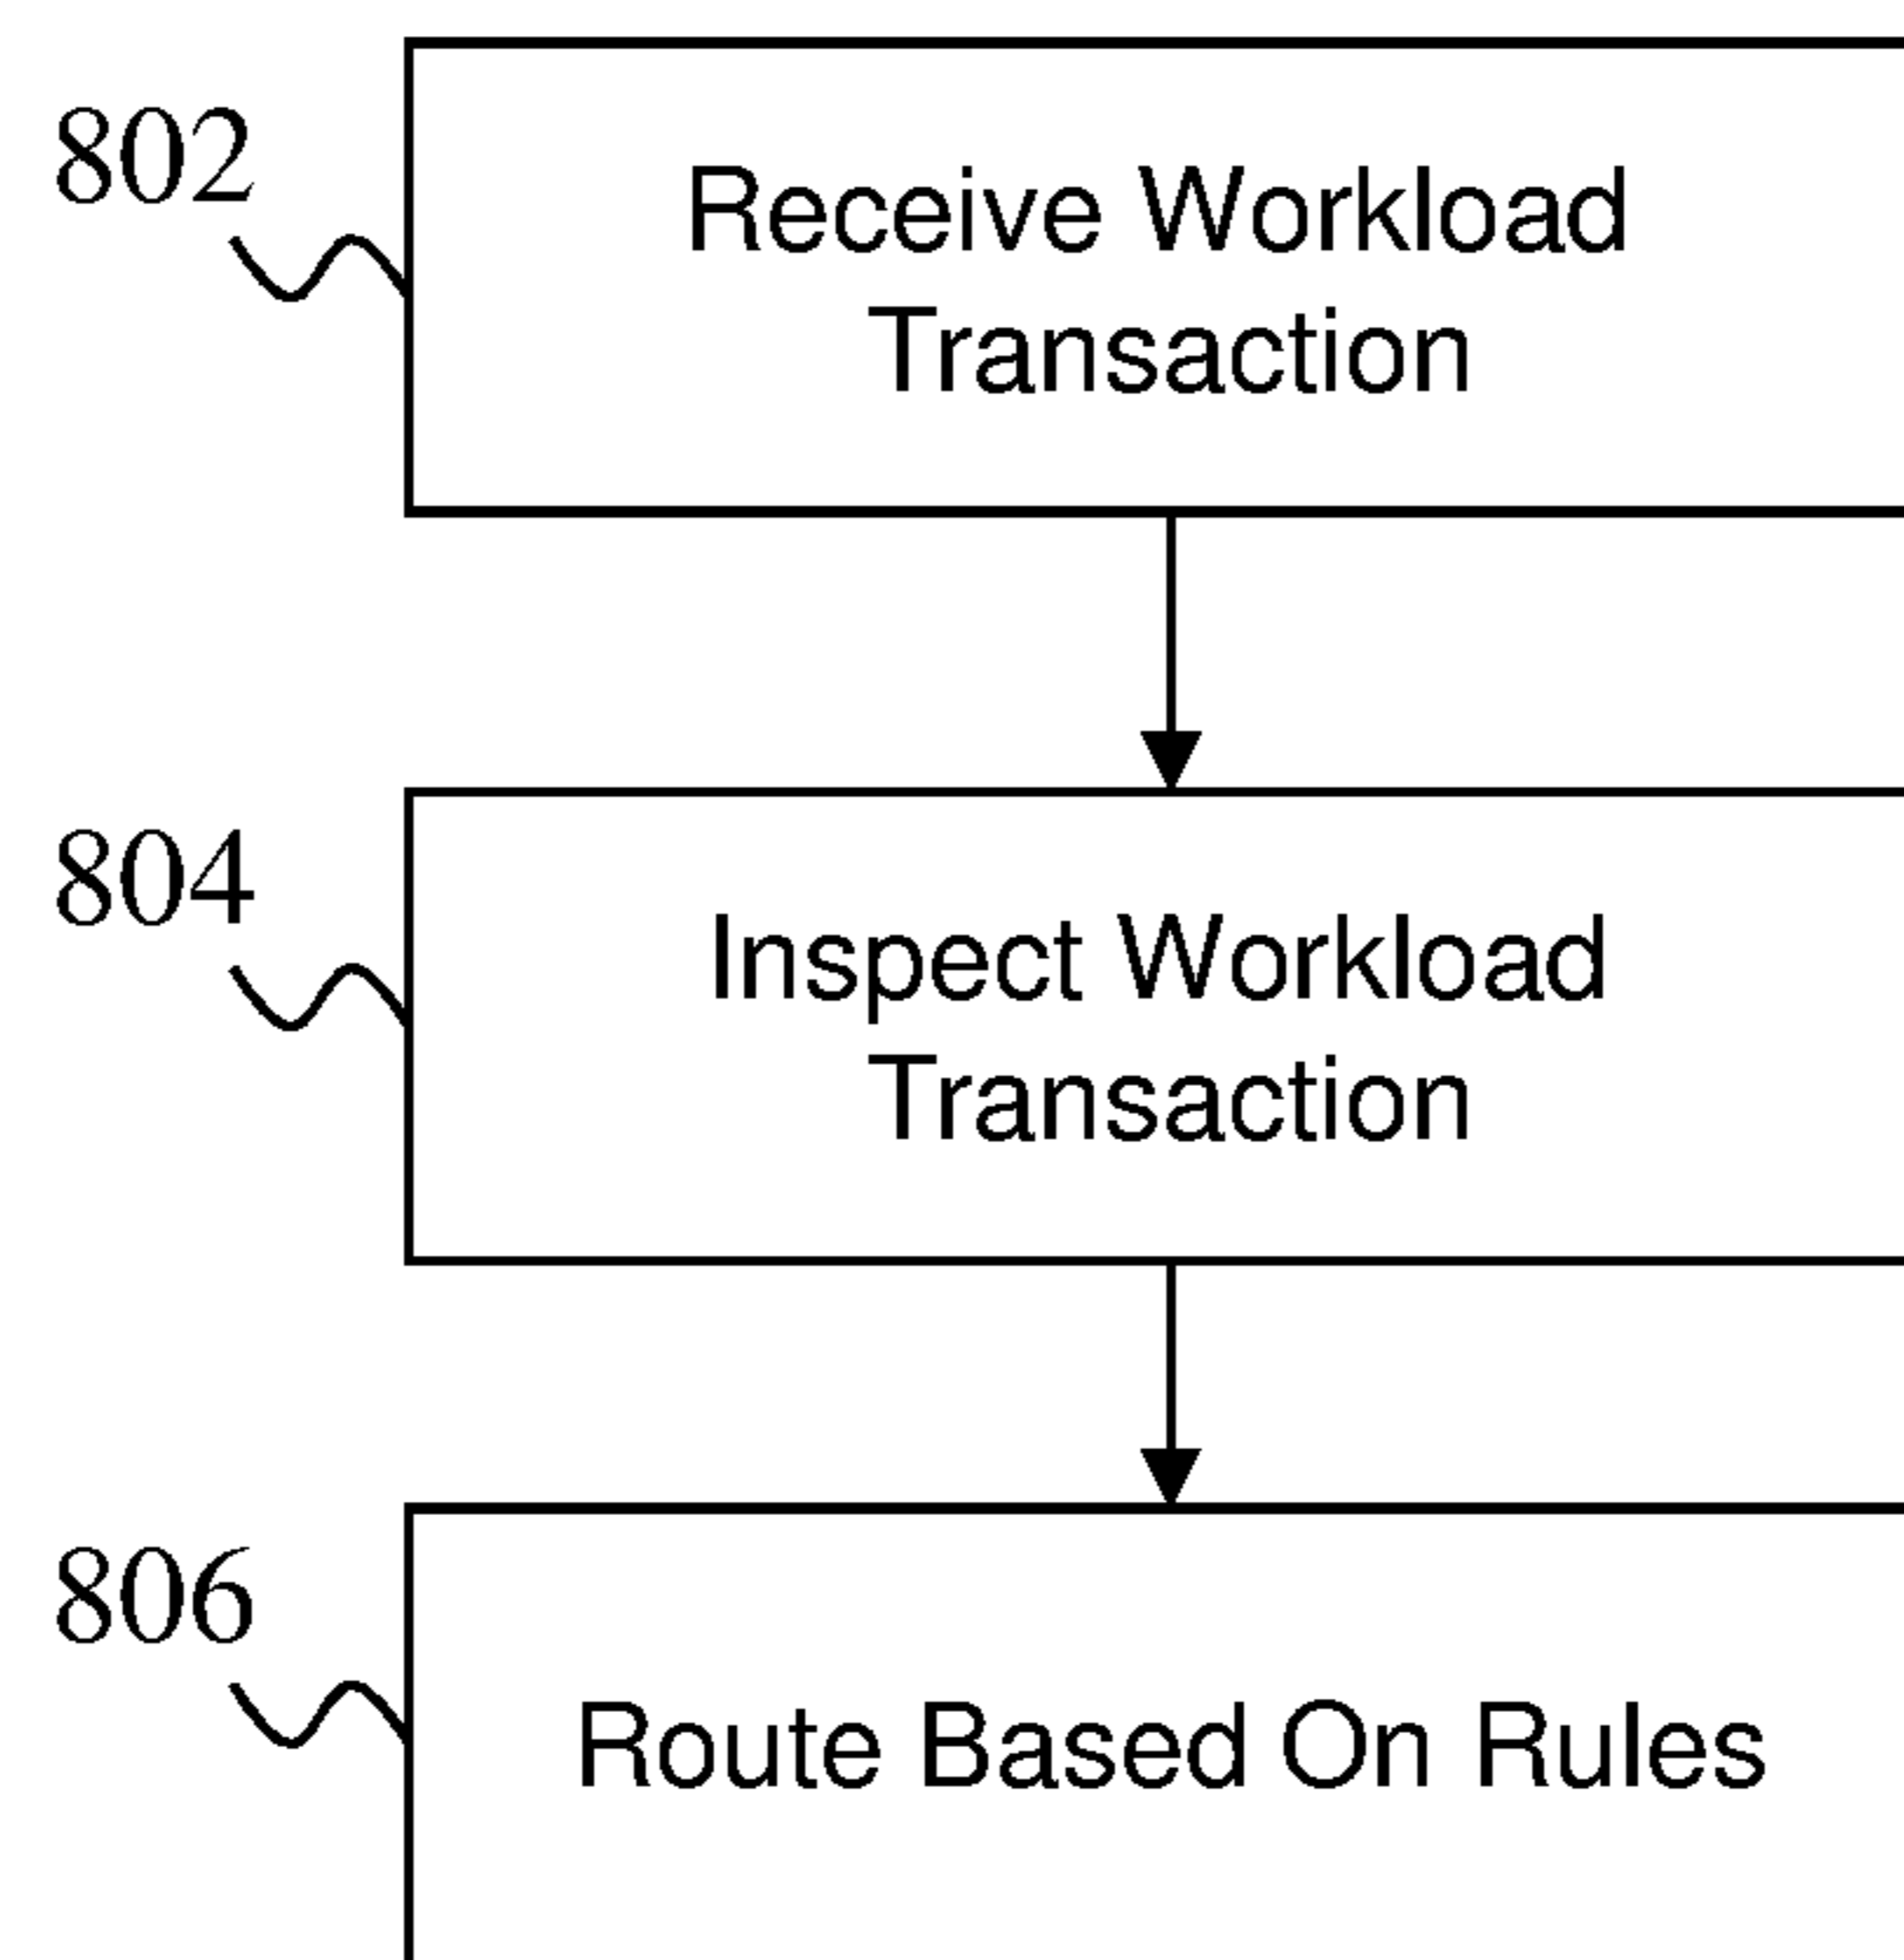 802
Receive Workload
Transaction
804
Inspect Workload
Transaction
806
Route Based On Rules